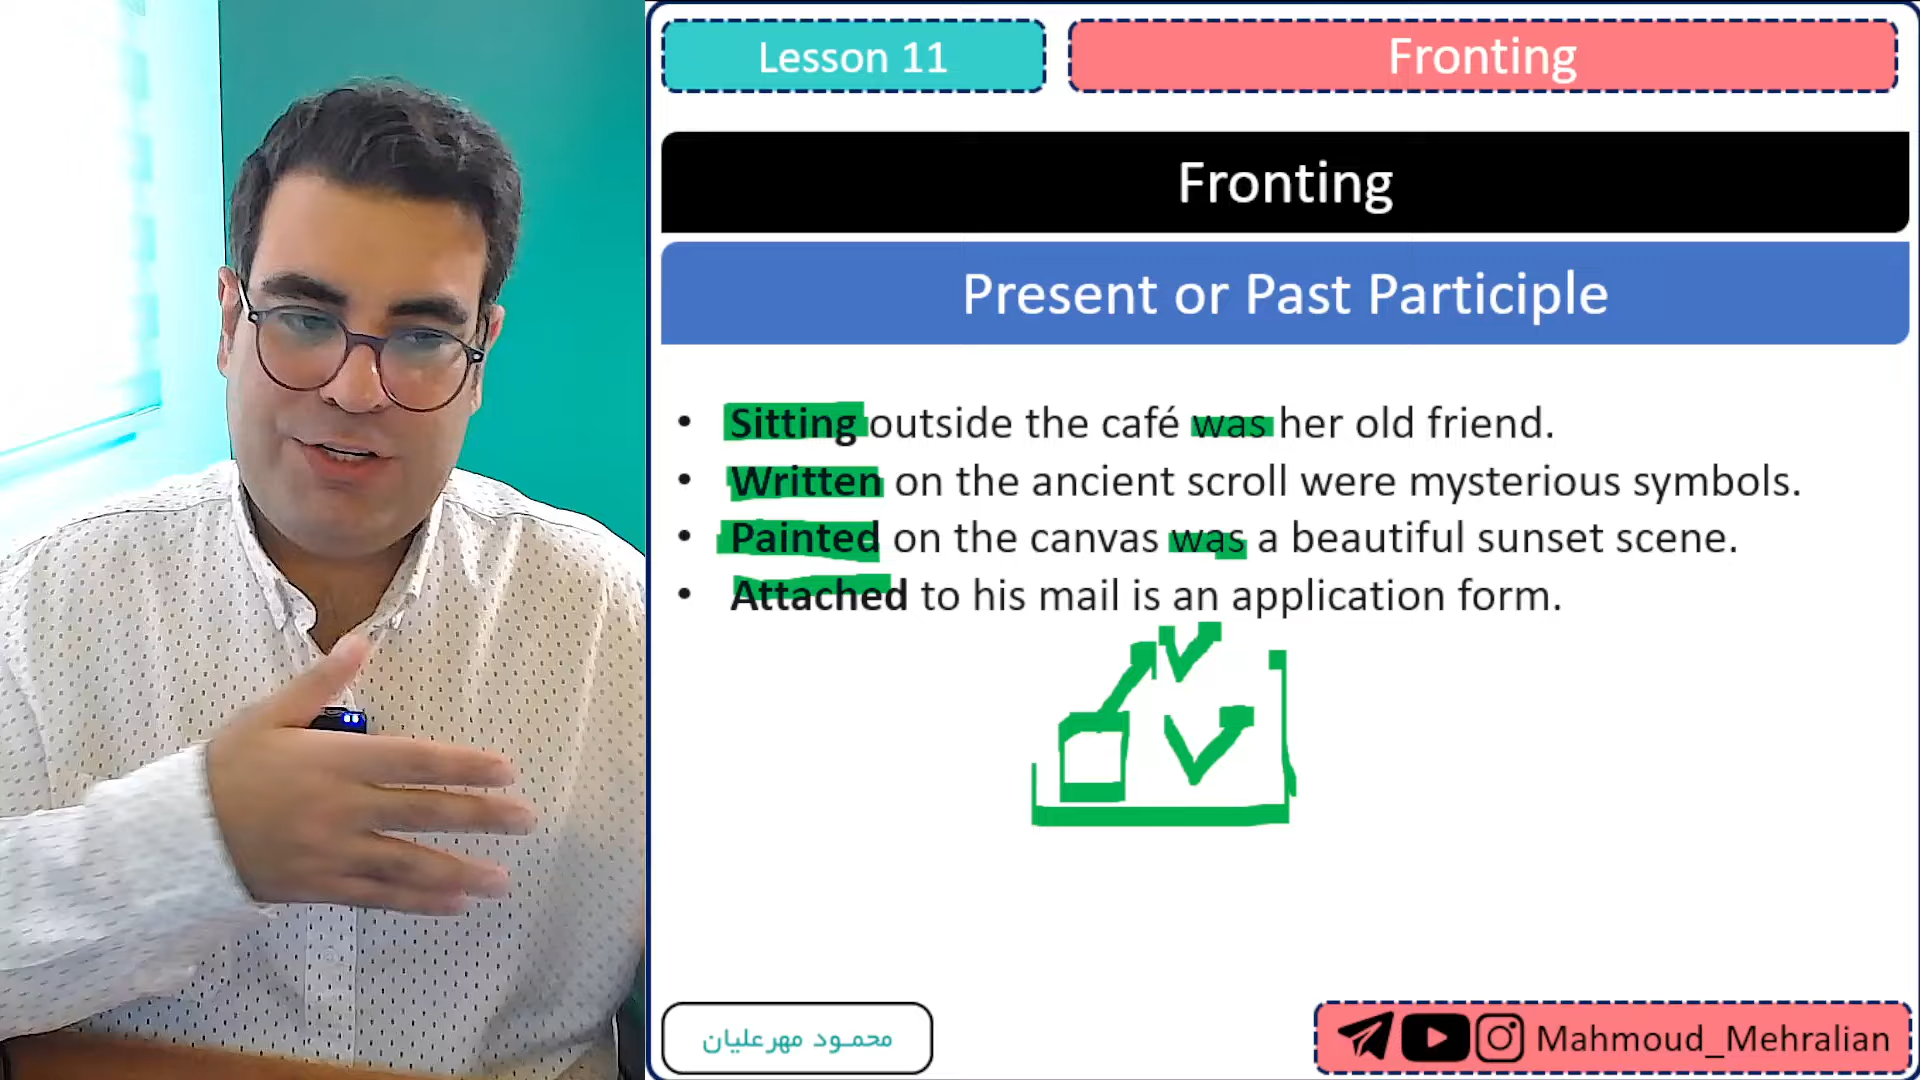 Lesson 11
Fronting
Fronting
Present or Past Participle
• Sitting outside the café was her old friend.
• Written on the ancient scroll were mysterious symbols.
• Painted on the canvas was a beautiful sunset scene.
• Attached to his mail is an application form.
محمود مهرعلیان
Mahmoud_Mehralian